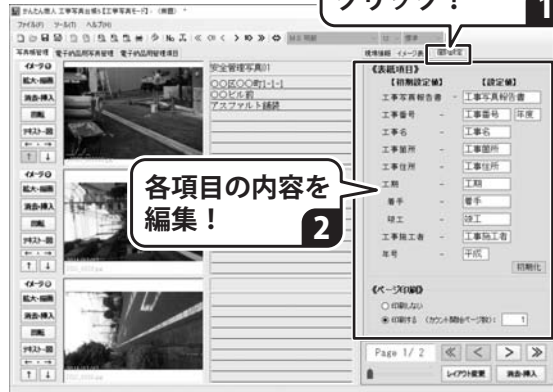 クリック！
1
かんたん商人 工事写真台帳5【工事写真モード】：（無題） *
ファイル(F) ツール(T) ヘルプ(H)
写真帳管理 電子納品用写真管理 電子納品用管理項目
現場情報 イメージ表 個別設定
イメージ
拡大・縮小
消去・挿入
回転
テキスト・図
安全管理写真01
〇〇区〇〇町1-1-1
〇〇ビル前
アスファルト舗装
《表紙項目》
【初期設定値】 【設定値】
工事写真報告書 - 工事写真報告書
工事番号 - 工事番号 年度
工事名 - 工事名
工事箇所 - 工事箇所
工事住所 - 工事住所
工期 - 工期
着手 - 着手
竣工 - 竣工
工事施工者 - 工事施工者
年号 - 平成
初期化
各項目の内容を
編集！
2
イメージ
拡大・縮小
消去・挿入
回転
テキスト・図
イメージ
拡大・縮小
消去・挿入
回転
テキスト・図
《ページ印刷》
印刷しない
印刷する （カウント開始ページ数）： 1
Page 1/ 2
レイアウト変更 消去・挿入